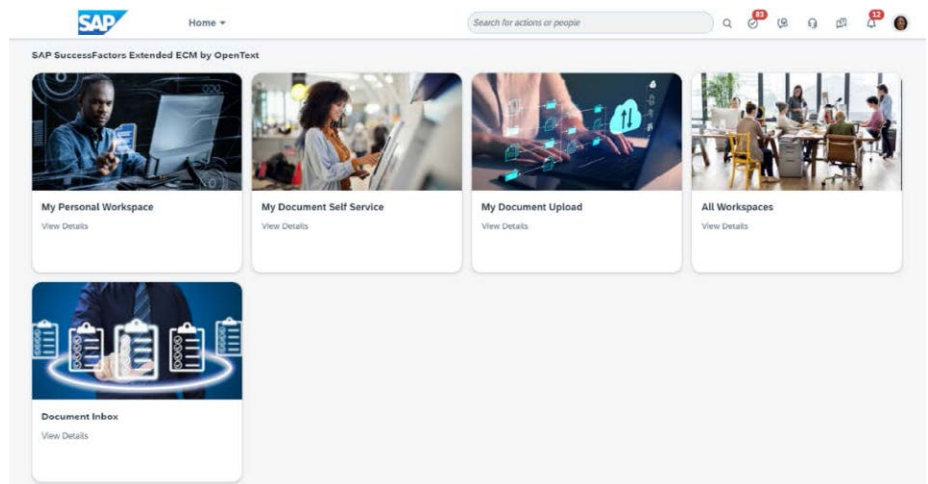 SAP
Home
Search for actions or people
83
12
SAP SuccessFactors Extended ECM by OpenText
My Personal Workspace
View Details
My Document Self Service
View Details
My Document Upload
View Details
All Workspaces
View Details
Document Inbox
View Details